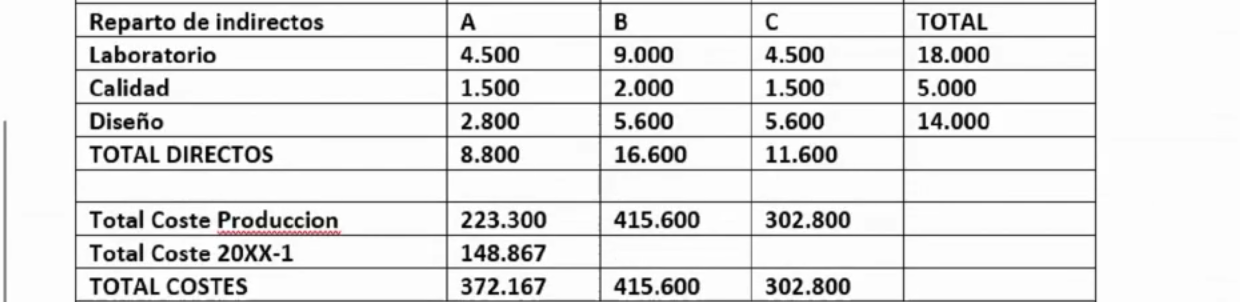 Reparto de indirectos A B C TOTAL
Laboratorio 4.500 9.000 4.500 18.000
Calidad 1.500 2.000 1.500 5.000
Diseño 2.800 5.600 5.600 14.000
TOTAL DIRECTOS 8.800 16.600 11.600
Total Coste Produccion 223.300 415.600 302.800
Total Coste 20XX-1 148.867
TOTAL COSTES 372.167 415.600 302.800